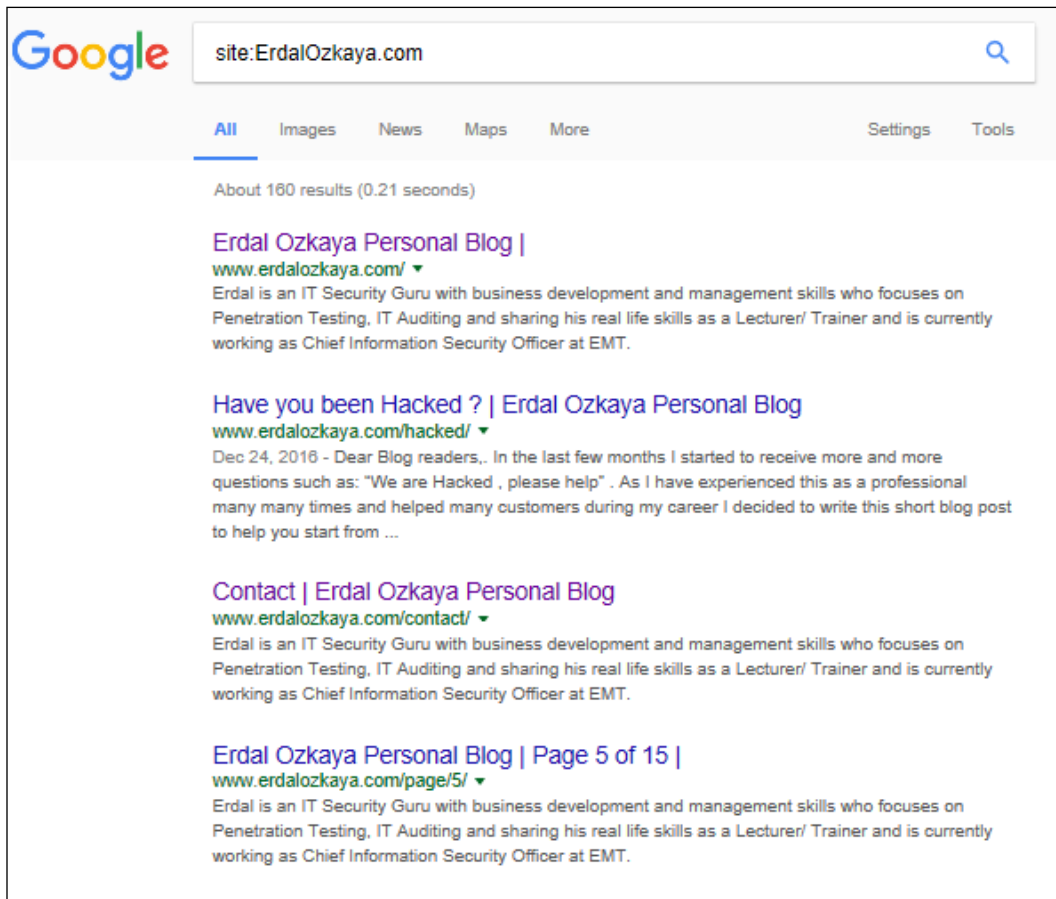 Google
site:ErdalOzkaya.com
All Images News Maps More Settings Tools
About 160 results (0.21 seconds)
Erdal Ozkaya Personal Blog |
www.erdalozkaya.com/
Erdal is an IT Security Guru with business development and management skills who focuses on
Penetration Testing, IT Auditing and sharing his real life skills as a Lecturer/ Trainer and is currently
working as Chief Information Security Officer at EMT.
Have you been Hacked ? | Erdal Ozkaya Personal Blog
www.erdalozkaya.com/hacked/
Dec 24, 2016 - Dear Blog readers,. In the last few months I started to receive more and more
questions such as: "We are Hacked , please help" . As I have experienced this as a professional
many many times and helped many customers during my career I decided to write this short blog post
to help you start from ...
Contact | Erdal Ozkaya Personal Blog
www.erdalozkaya.com/contact/
Erdal is an IT Security Guru with business development and management skills who focuses on
Penetration Testing, IT Auditing and sharing his real life skills as a Lecturer/ Trainer and is currently
working as Chief Information Security Officer at EMT.
Erdal Ozkaya Personal Blog | Page 5 of 15 |
www.erdalozkaya.com/page/5/
Erdal is an IT Security Guru with business development and management skills who focuses on
Penetration Testing, IT Auditing and sharing his real life skills as a Lecturer/ Trainer and is currently
working as Chief Information Security Officer at EMT.